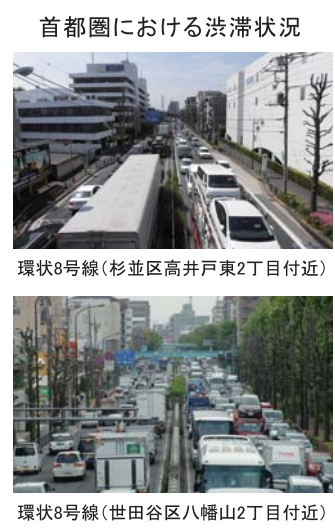 首都圏における渋滞状況
環状8号線（杉並区高井戸東2丁目付近）
環状8号線（世田谷区八幡山2丁目付近）